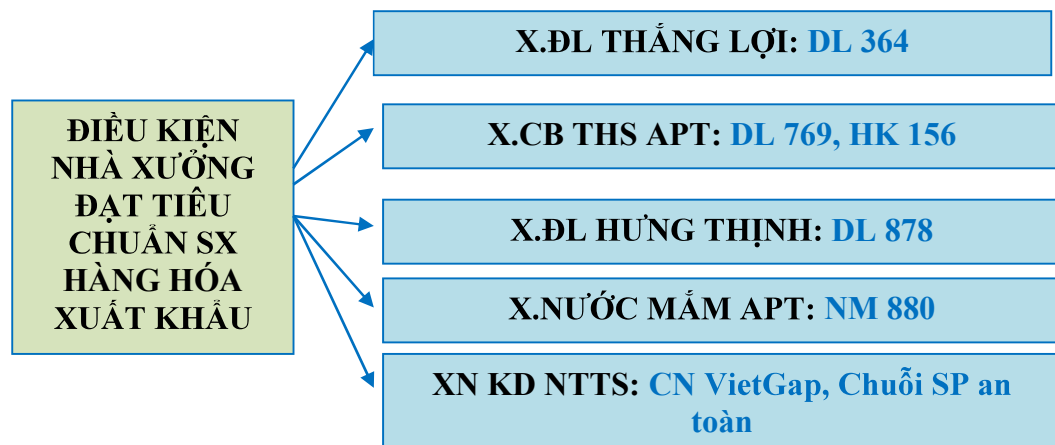 ĐIỀU KIỆN
NHÀ XƯỞNG
ĐẠT TIÊU
CHUẨN SX
HÀNG HÓA
XUẤT KHẨU
X.ĐL THẮNG LỢI: DL 364
X.CB THS APT: DL 769, HK 156
X.ĐL HƯNG THỊNH: DL 878
X.NƯỚC MẮM APT: NM 880
XN KD NTTS: CN VietGap, Chuỗi SP an
toàn